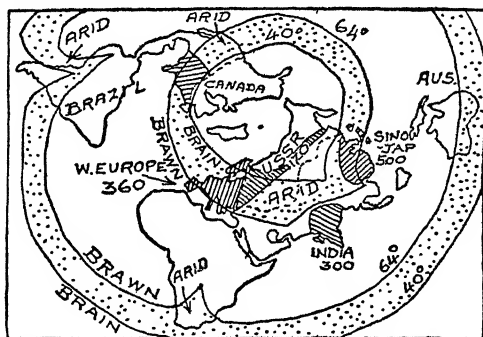 ARID
ARID
40°
64°
BRAZIL
CANADA
AUS.
BRAWN
BRAIN
USSR
170
SINO
-JAP
500
W. EUROPE
360
ARID
INDIA
300
BRAWN
BRAIN
ARID
64°
40°